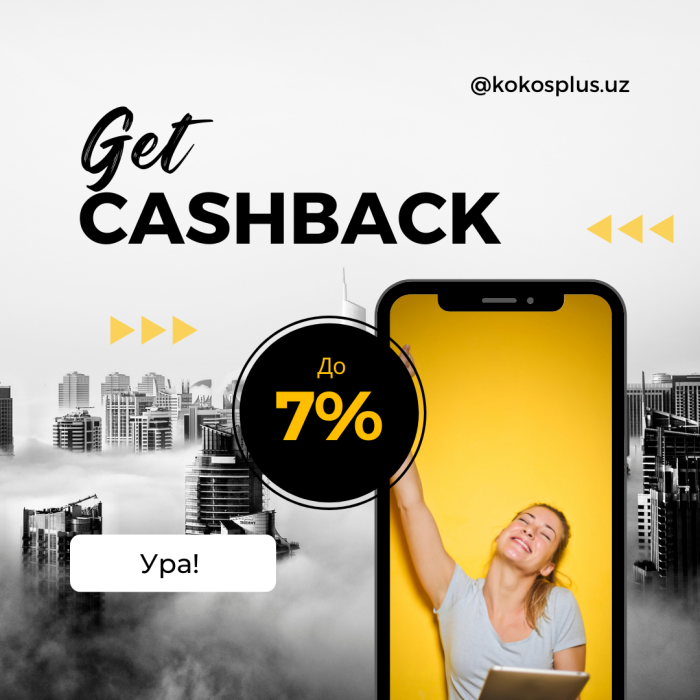 @kokosplus.uz
Get
CASHBACK
До
7%
Ура!